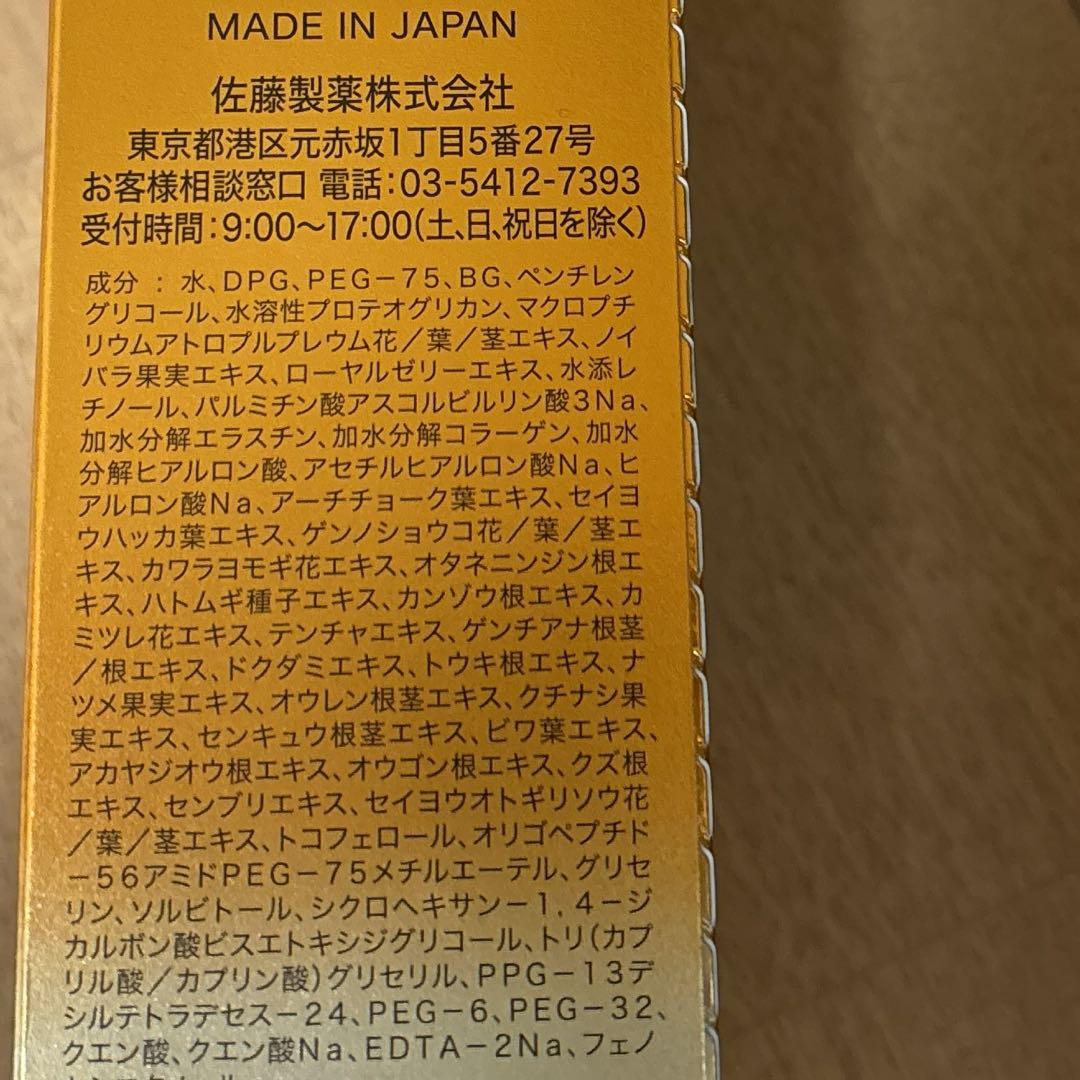 MADE IN JAPAN
佐藤製薬株式会社
東京都港区元赤坂1丁目5番27号
お客様相談窓口 電話：03-5412-7393
受付時間：9:00〜17:00(土、日、祝日を除く)
成分 ： 水、DPG、PEG−75、BG、ペンチレン
グリコール、水溶性プロテオグリカン、マクロプチ
リウムアトロプルプレウム花／葉／茎エキス、ノイ
バラ果実エキス、ローヤルゼリーエキス、水添レ
チノール、パルミチン酸アスコルビルリン酸3Na、
加水分解エラスチン、加水分解コラーゲン、加水
分解ヒアルロン酸、アセチルヒアルロン酸Na、ヒ
アルロン酸Na、アーチチョーク葉エキス、セイヨ
ウハッカ葉エキス、ゲンノショウコ花／葉／茎エ
キス、カワラヨモギ花エキス、オタネニンジン根エ
キス、ハトムギ種子エキス、カンゾウ根エキス、カ
ミツレ花エキス、テンチャエキス、ゲンチアナ根茎
／根エキス、ドクダミエキス、トウキ根エキス、ナ
ツメ果実エキス、オウレン根茎エキス、クチナシ果
実エキス、センキュウ根茎エキス、ビワ葉エキス、
アカヤジオウ根エキス、オウゴン根エキス、クズ根
エキス、センブリエキス、セイヨウオトギリソウ花
／葉／茎エキス、トコフェロール、オリゴペプチド
−56アミドPEG−75メチルエーテル、グリセ
リン、ソルビトール、シクロヘキサン−1，4−ジ
カルボン酸ビスエトキシジグリコール、トリ(カプ
リル酸／カプリン酸)グリセリル、PPG−13デ
シルテトラデセス−24、PEG−6、PEG−32、
クエン酸、クエン酸Na、EDTA−2Na、フェノ